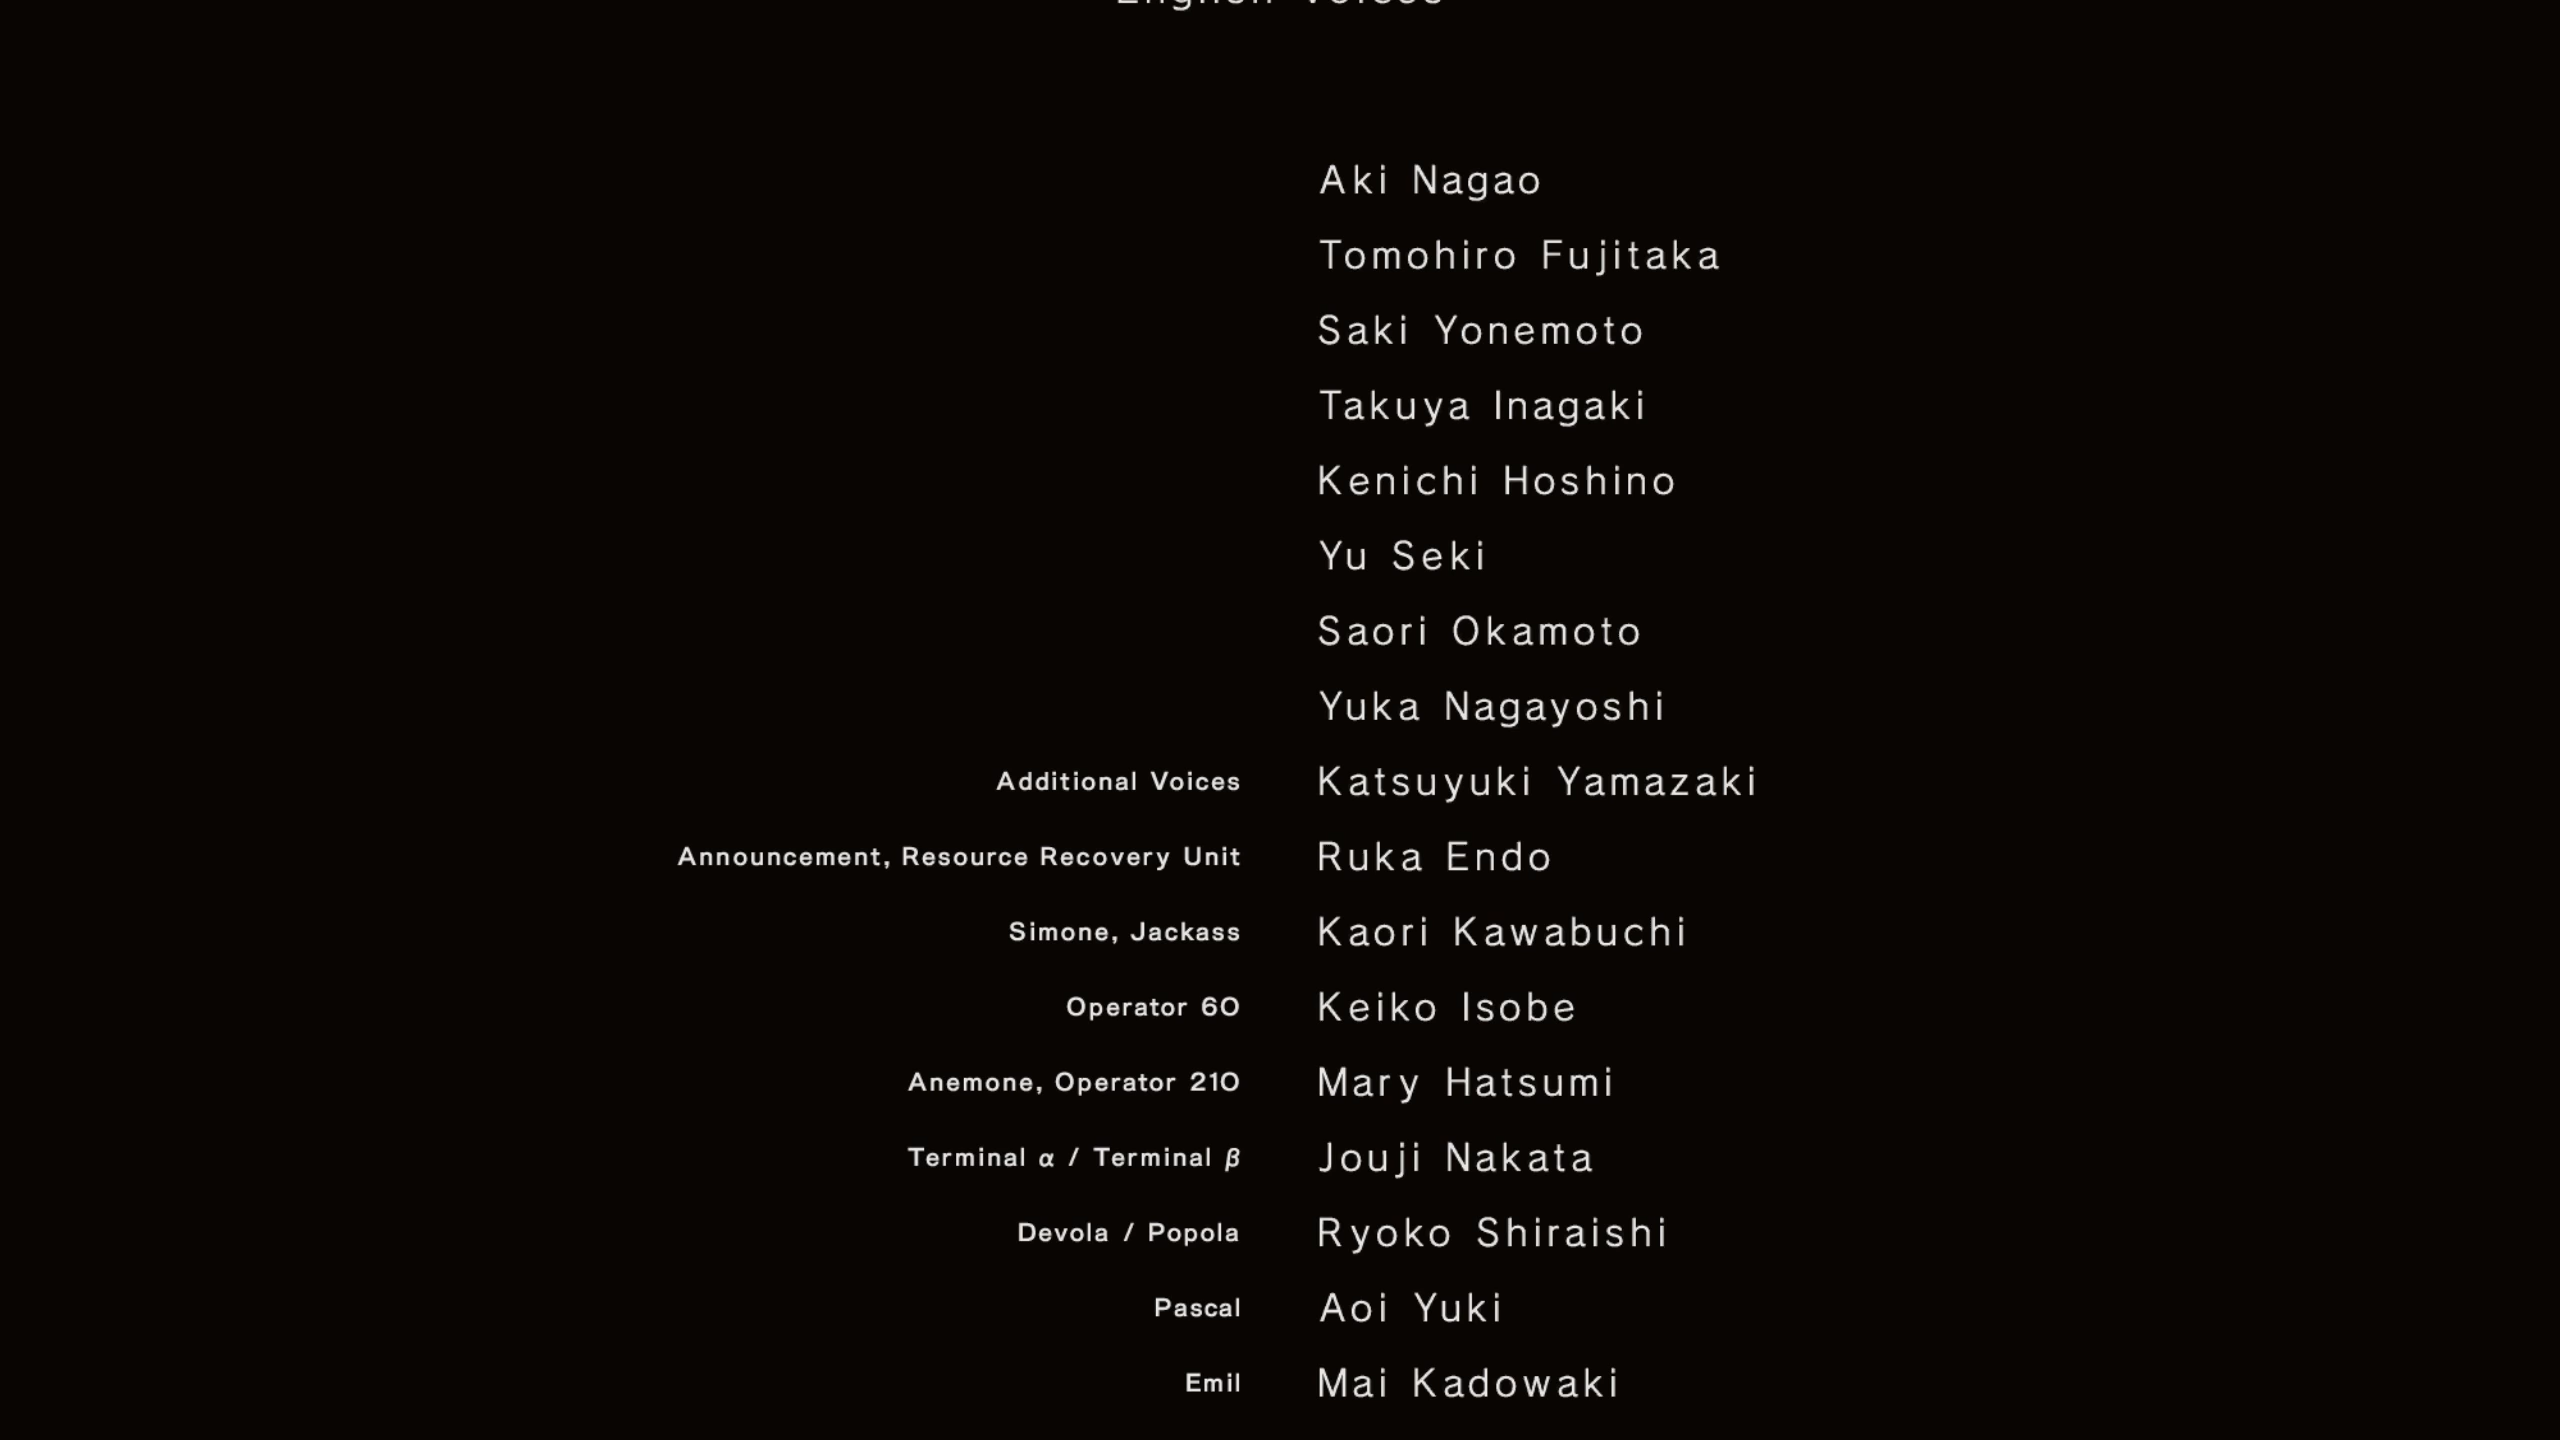 English Voices
Aki Nagao
Tomohiro Fujitaka
Saki Yonemoto
Takuya Inagaki
Kenichi Hoshino
Yu Seki
Saori Okamoto
Yuka Nagayoshi
Additional Voices Katsuyuki Yamazaki
Announcement, Resource Recovery Unit Ruka Endo
Simone, Jackass Kaori Kawabuchi
Operator 6O Keiko Isobe
Anemone, Operator 21O Mary Hatsumi
Terminal α / Terminal β Jouji Nakata
Devola / Popola Ryoko Shiraishi
Pascal Aoi Yuki
Emil Mai Kadowaki